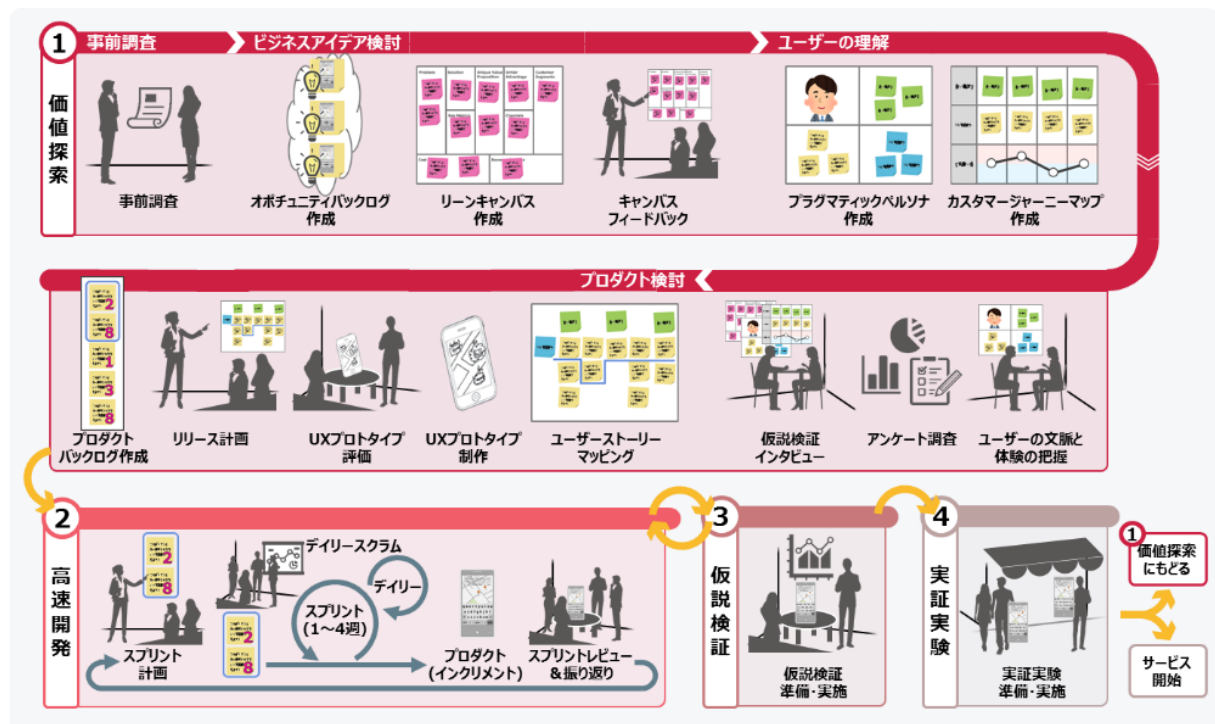 1
事前調査
ビジネスアイデア検討
ユーザーの理解
価値探索
事前調査
オポチュニティバックログ
作成
リーンキャンバス
作成
キャンバス
フィードバック
プラグマティックペルソナ
作成
カスタマージャーニーマップ
作成
プロダクト検討
2
8
1
3
8
プロダクト
バックログ作成
リリース計画
UXプロトタイプ
評価
UXプロトタイプ
制作
ユーザーストーリー
マッピング
仮説検証
インタビュー
アンケート調査
ユーザーの文脈と
体験の把握
2
高速開発
2
8
スプリント
計画
デイリースクラム
デイリー
スプリント
(1～4週)
2
8
プロダクト
(インクリメント)
スプリントレビュー
&振り返り
3
仮説検証
仮説検証
準備・実施
4
実証実験
実証実験
準備・実施
1
価値探索
にもどる
サービス
開始